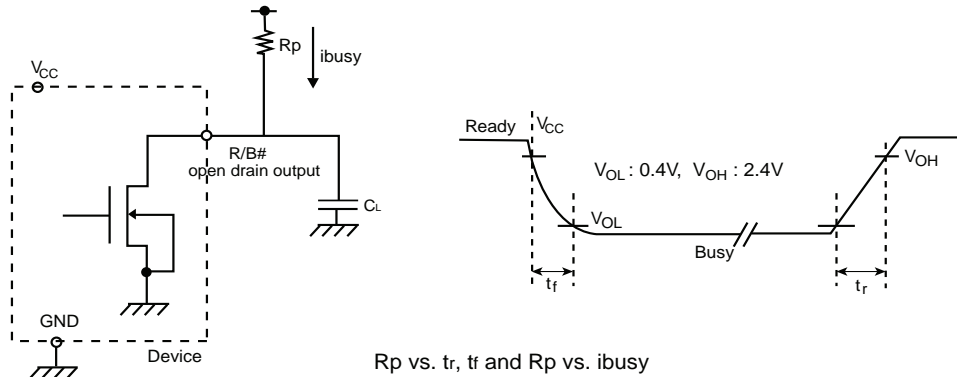 Rp
ibusy
VCC
R/B#
open drain output
CL
GND
Device
Ready
VCC
VOL : 0.4V, VOH : 2.4V
VOH
VOL
Busy
tf
tr
Rp vs. tr, tf and Rp vs. ibusy